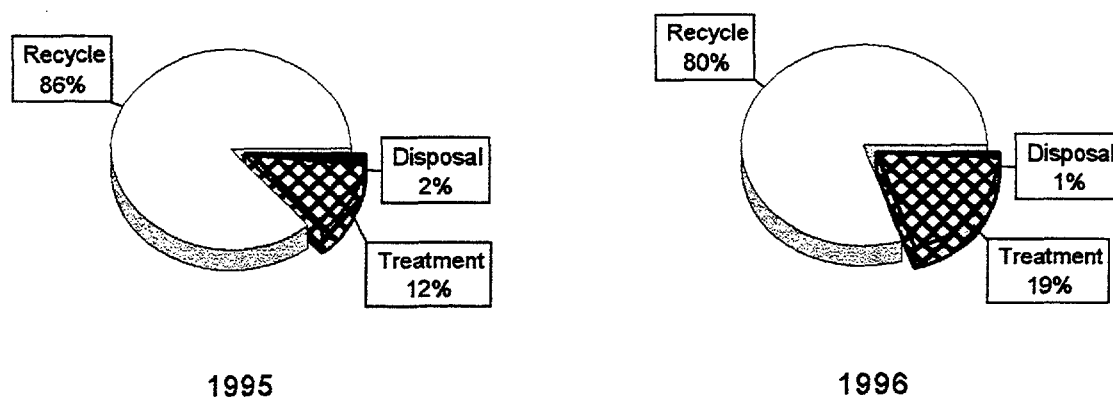 Recycle
86%
Disposal
2%
Treatment
12%
1995
Recycle
80%
Disposal
1%
Treatment
19%
1996